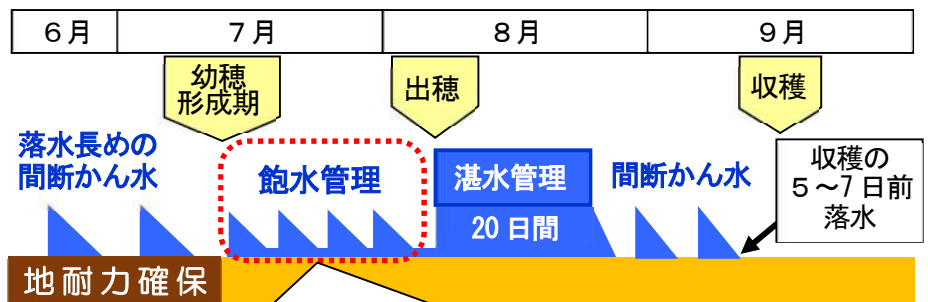 ６月
７月
８月
９月
幼穂
形成期
出穂
収穫
落水長めの
間断かん水
飽水管理
湛水管理
20日間
間断かん水
収穫の
５～7日前
落水
地耐力確保